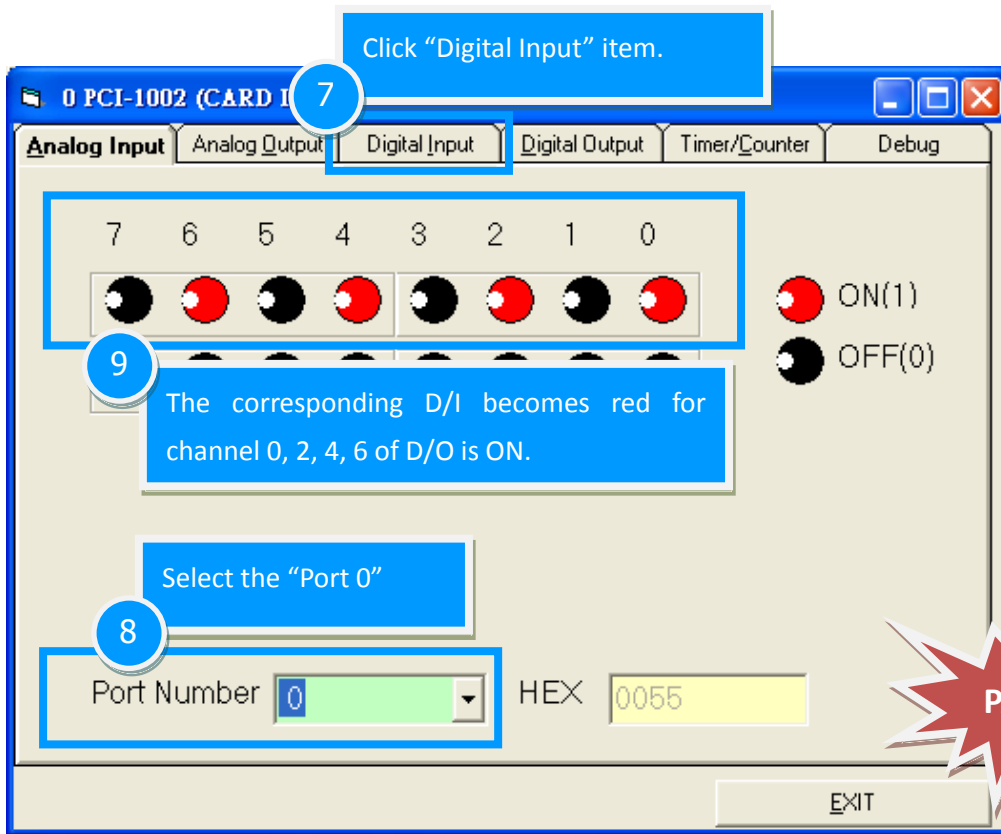 Click “Digital Input” item.
7
0 PCI-1002 (CARD I
Analog Input Analog Output Digital Input Digital Output Timer/Counter Debug
7 6 5 4 3 2 1 0
ON(1)
OFF(0)
9
The corresponding D/I becomes red for
channel 0, 2, 4, 6 of D/O is ON.
Select the “Port 0”
8
Port Number 0 HEX 0055
P
EXIT